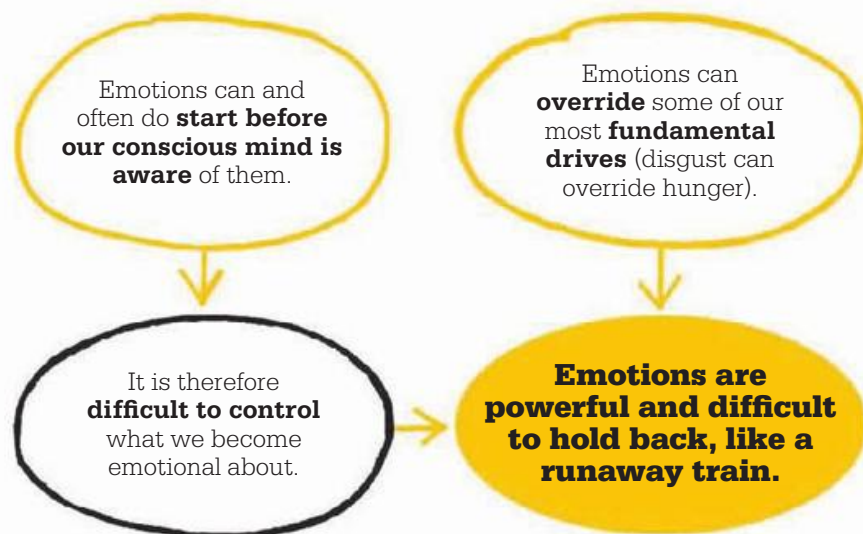 Emotions can and
often do start before
our conscious mind is
aware of them.
Emotions can
override some of our
most fundamental
drives (disgust can
override hunger).
It is therefore
difficult to control
what we become
emotional about.
Emotions are
powerful and difficult
to hold back, like a
runaway train.